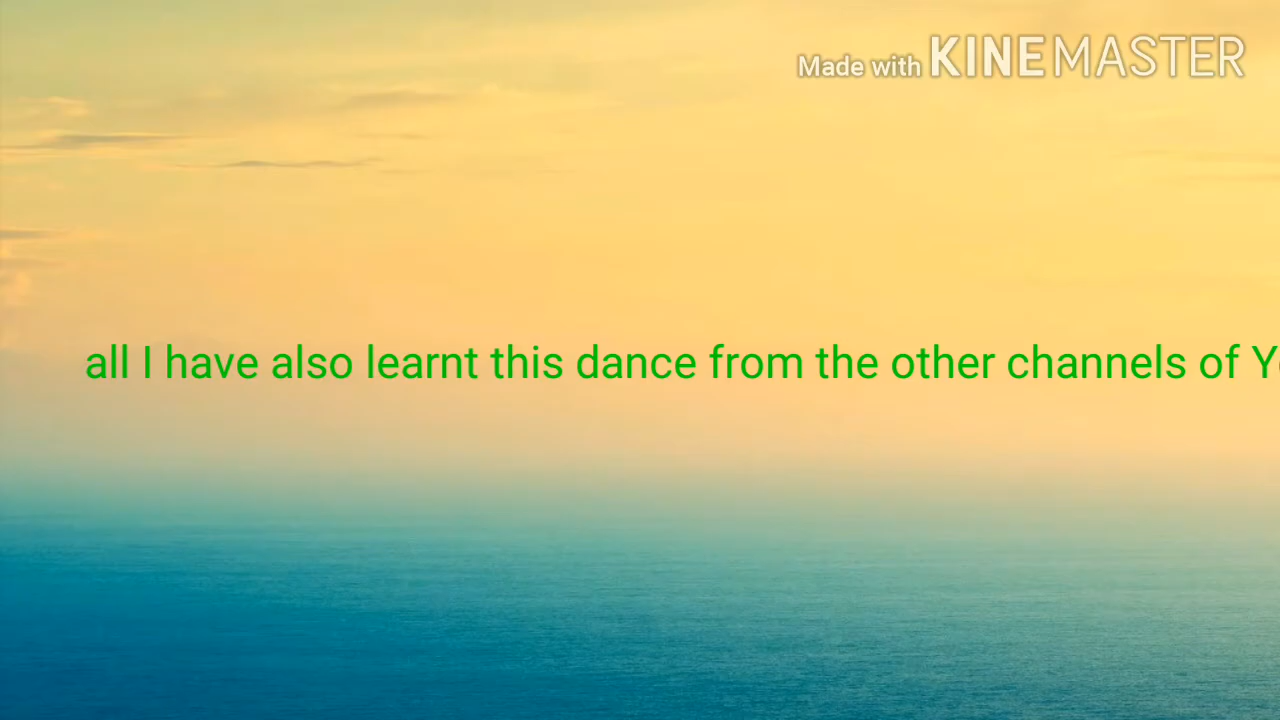 Made with KINEMASTER
all I have also learnt this dance from the other channels of